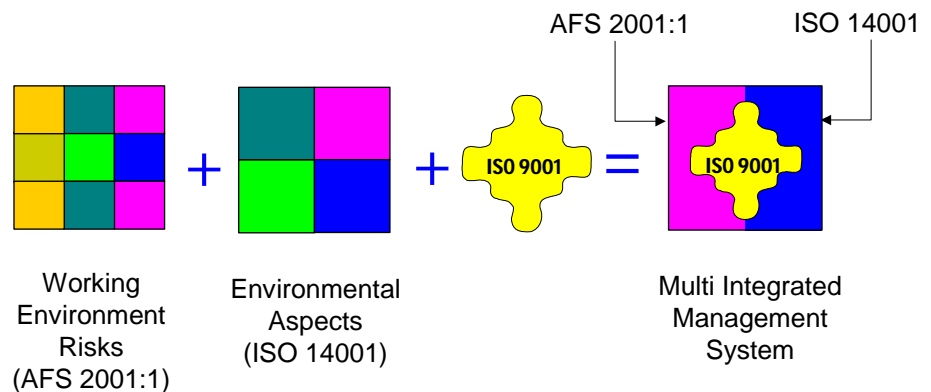 AFS 2001:1
ISO 14001
ISO 9001
ISO 9001
Working
Environment
Risks
(AFS 2001:1)
Environmental
Aspects
(ISO 14001)
Multi Integrated
Management
System